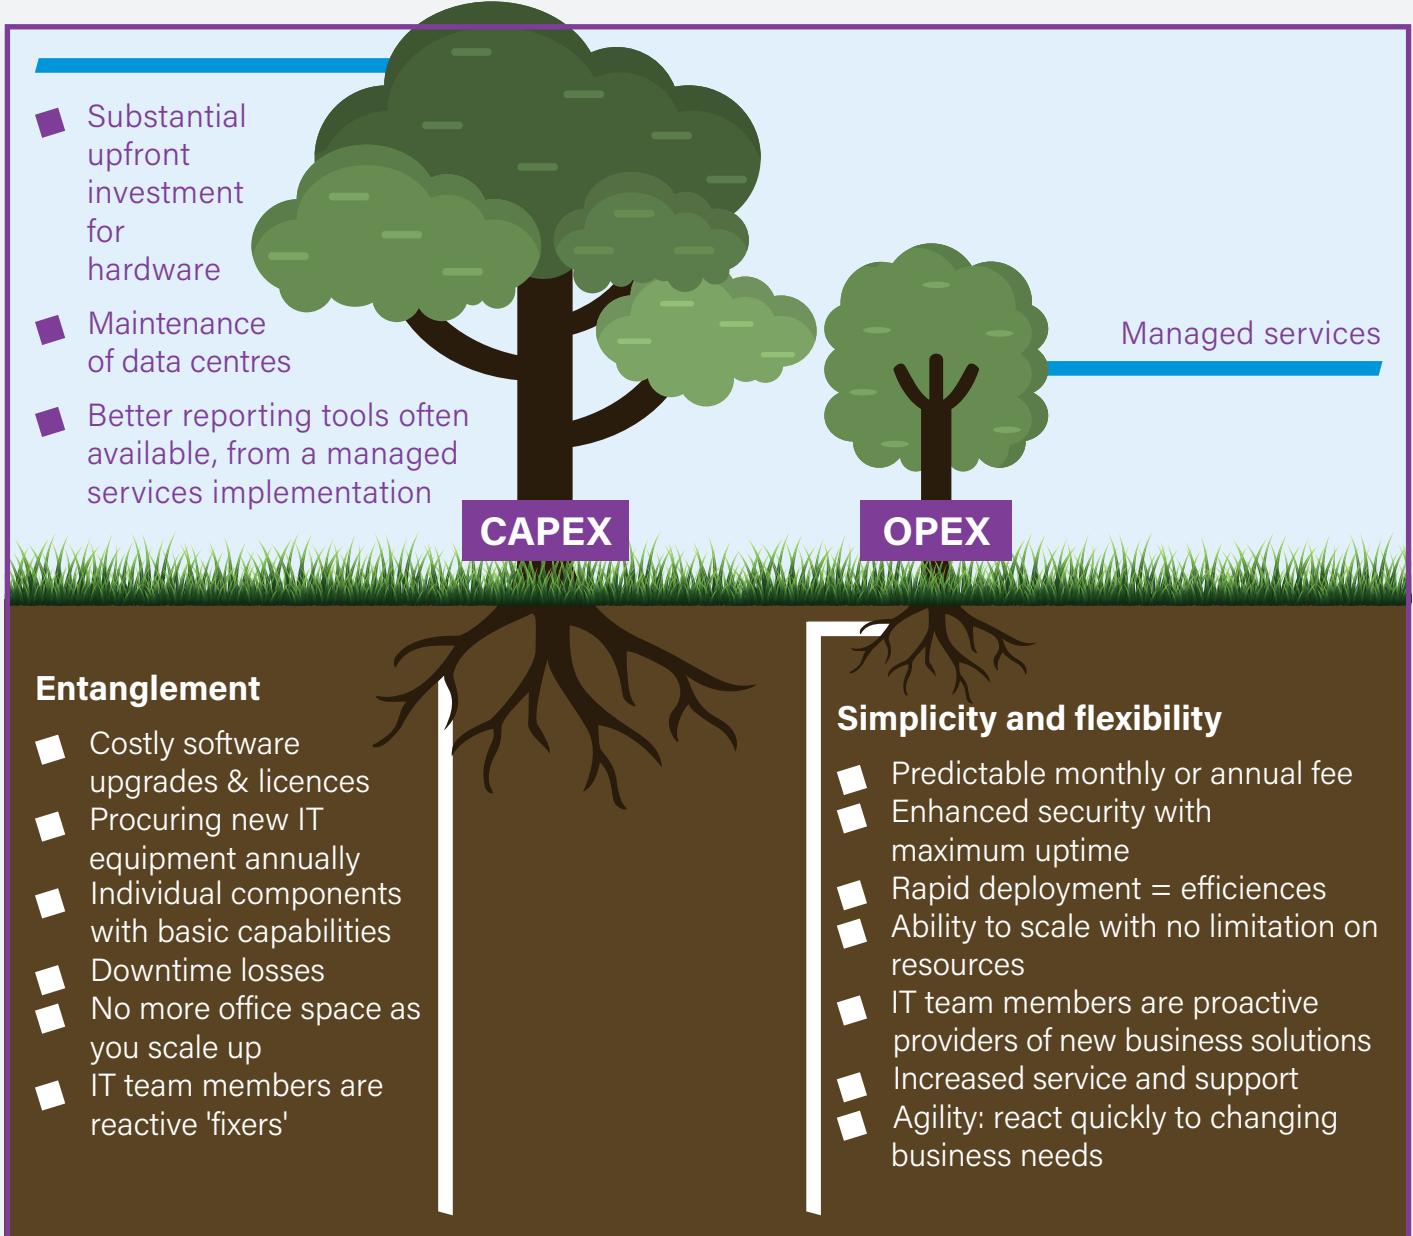 Substantial
upfront
investment
for
hardware
Maintenance
of data centres
Better reporting tools often
available, from a managed
services implementation
Managed services
CAPEX
OPEX
Entanglement
Costly software
upgrades & licences
Procuring new IT
equipment annually
Individual components
with basic capabilities
Downtime losses
No more office space as
you scale up
IT team members are
reactive 'fixers'
Simplicity and flexibility
Predictable monthly or annual fee
Enhanced security with
maximum uptime
Rapid deployment = efficiences
Ability to scale with no limitation on
resources
IT team members are proactive
providers of new business solutions
Increased service and support
Agility: react quickly to changing
business needs